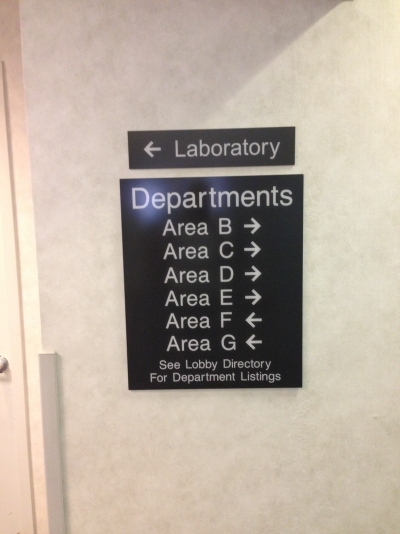 ← Laboratory
Departments
Area B →
Area C →
Area D →
Area E →
Area F ←
Area G ←
See Lobby Directory
For Department Listings